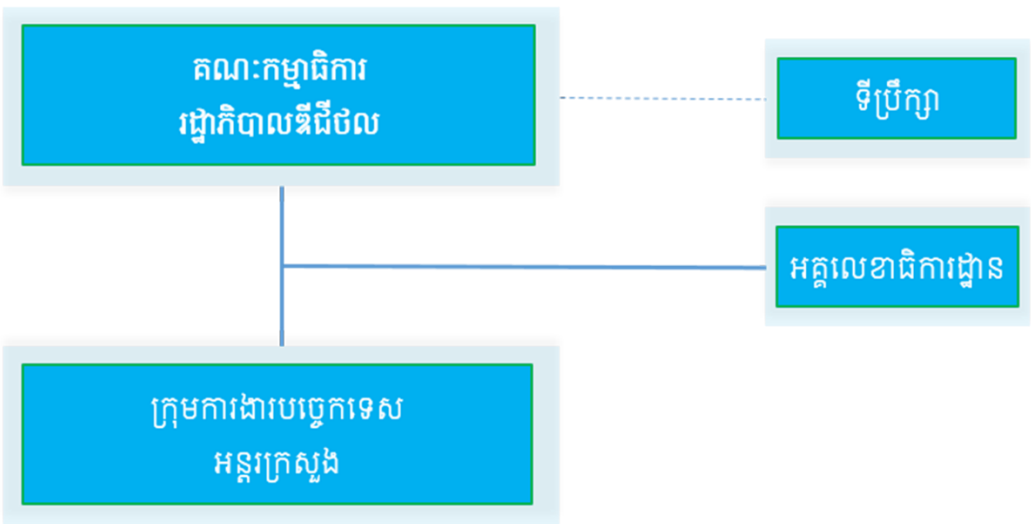 គណៈកម្មាធិការ
រដ្ឋាភិបាលឌីជីថល
ទីប្រឹក្សា
អគ្គលេខាធិការដ្ឋាន
ក្រុមការងារបច្ចេកទេស
អន្តរក្រសួង